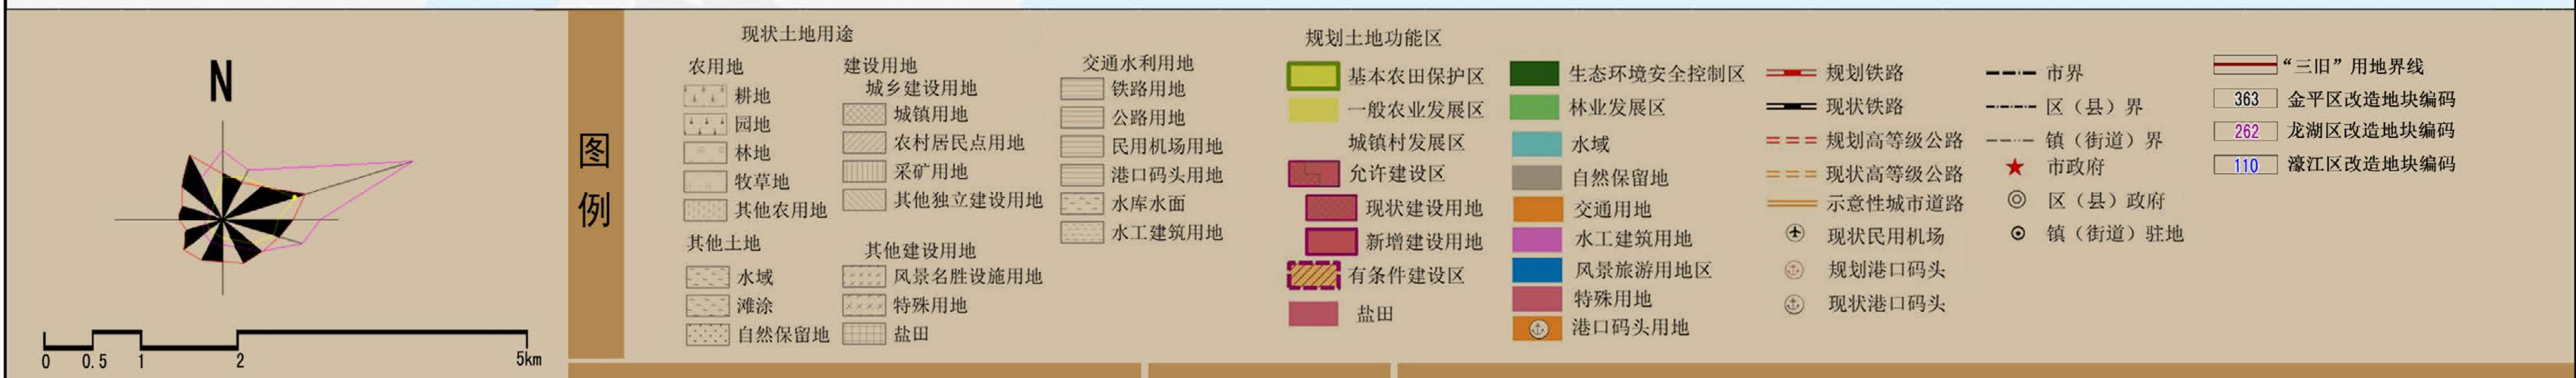 N
0 0.5 1 2 5km
图例
现状土地用途
农用地
耕地
园地
林地
牧草地
其他农用地
其他土地
水域
滩涂
自然保留地
建设用地
城乡建设用地
城镇用地
农村居民点用地
采矿用地
其他独立建设用地
其他建设用地
风景名胜设施用地
特殊用地
盐田
交通水利用地
铁路用地
公路用地
民用机场用地
港口码头用地
水库水面
水工建筑用地
规划土地功能区
基本农田保护区
一般农业发展区
城镇村发展区
允许建设区
现状建设用地
新增建设用地
有条件建设区
盐田
生态环境安全控制区
林业发展区
水域
自然保留地
交通用地
水工建筑用地
风景旅游用地区
特殊用地
港口码头用地
规划铁路
现状铁路
规划高等级公路
现状高等级公路
示意性城市道路
现状民用机场
规划港口码头
现状港口码头
市界
区（县）界
镇（街道）界
市政府
区（县）政府
镇（街道）驻地
“三旧”用地界线
363 金平区改造地块编码
262 龙湖区改造地块编码
110 濠江区改造地块编码